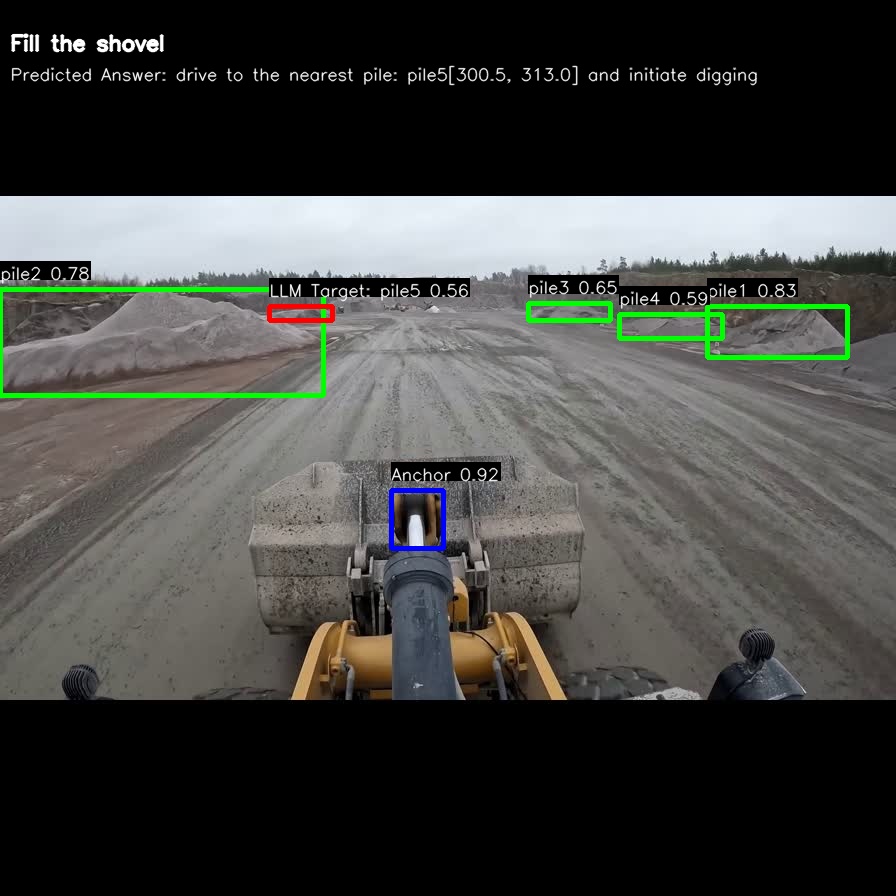 Fill the shovel
Predicted Answer: drive to the nearest pile: pile5[300.5, 313.0] and initiate digging
pile2 0.78
LLM Target: pile5 0.56
pile3 0.65
pile4 0.59
pile1 0.83
Anchor 0.92